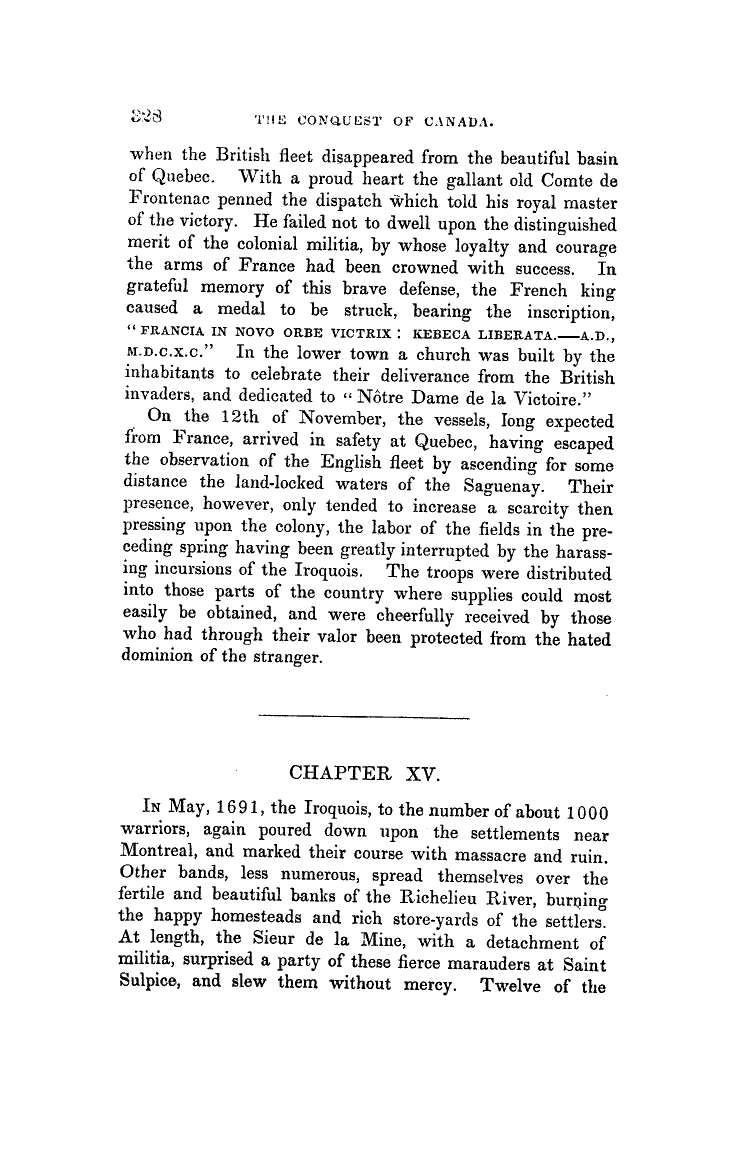 328 THE CONQUEST OF CANADA.
when the British fleet disappeared from the beautiful basin
of Quebec. With a proud heart the gallant old Comte de
Frontenac penned the dispatch which told his royal master
of the victory. He failed not to dwell upon the distinguished
merit of the colonial militia, by whose loyalty and courage
the arms of France had been crowned with success. In
grateful memory of this brave defense, the French king
caused a medal to be struck, bearing the inscription,
“FRANCIA IN NOVO ORBE VICTRIX: KEBECA LIBERATA.—A.D.,
M.D.C.X.C.” In the lower town a church was built by the
inhabitants to celebrate their deliverance from the British
invaders, and dedicated to “Nôtre Dame de la Victoire.”
On the 12th of November, the vessels, long expected
from France, arrived in safety at Quebec, having escaped
the observation of the English fleet by ascending for some
distance the land-locked waters of the Saguenay. Their
presence, however, only tended to increase a scarcity then
pressing upon the colony, the labor of the fields in the pre-
ceding spring having been greatly interrupted by the harass-
ing incursions of the Iroquois. The troops were distributed
into those parts of the country where supplies could most
easily be obtained, and were cheerfully received by those
who had through their valor been protected from the hated
dominion of the stranger.
CHAPTER XV.
IN May, 1691, the Iroquois, to the number of about 1000
warriors, again poured down upon the settlements near
Montreal, and marked their course with massacre and ruin.
Other bands, less numerous, spread themselves over the
fertile and beautiful banks of the Richelieu River, burning
the happy homesteads and rich store-yards of the settlers.
At length, the Sieur de la Mine, with a detachment of
militia, surprised a party of these fierce marauders at Saint
Sulpice, and slew them without mercy. Twelve of the